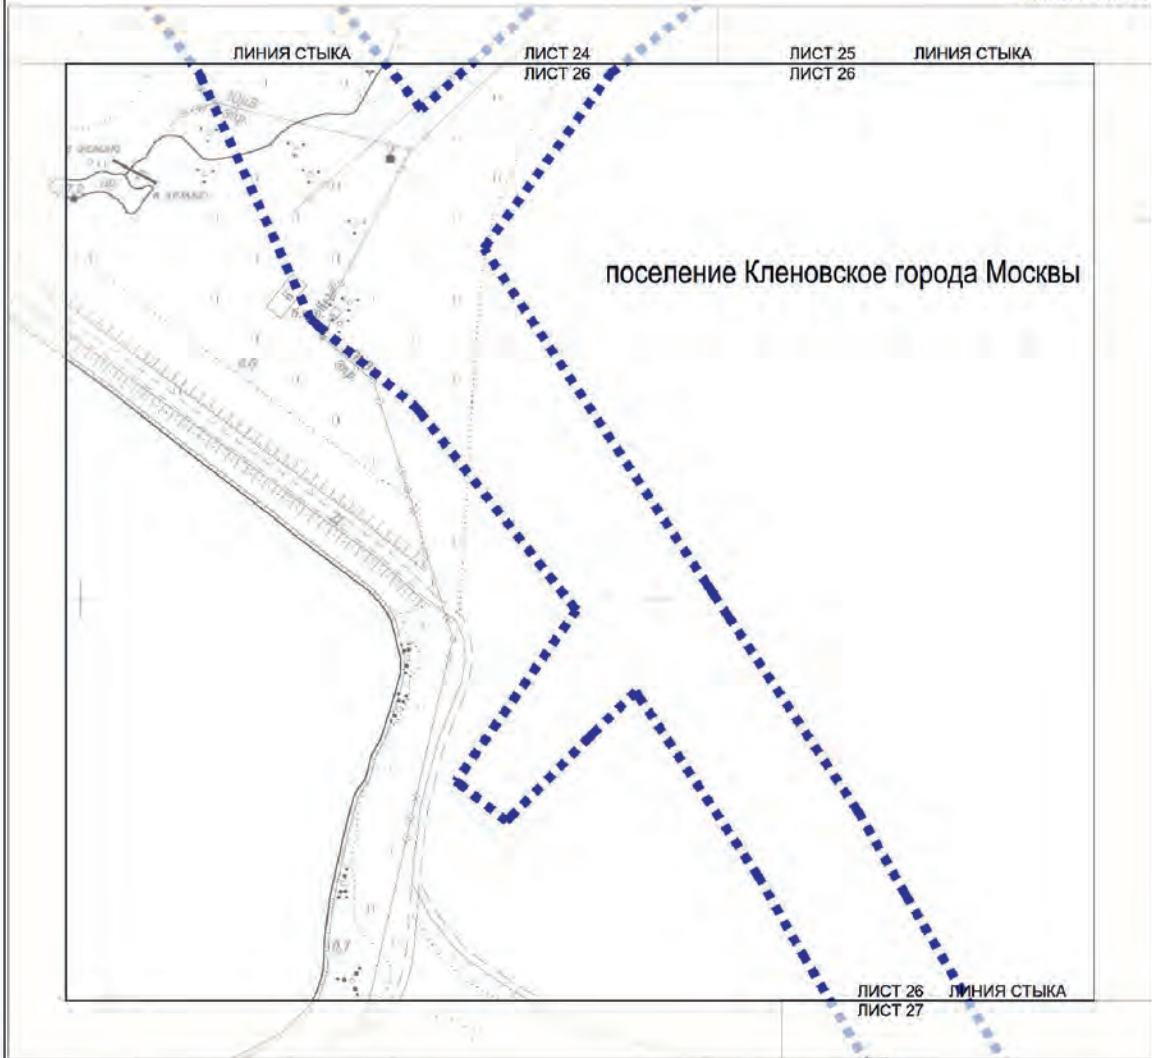 ЛИНИЯ СТЫКА ЛИСТ 24 ЛИСТ 25 ЛИНИЯ СТЫКА
ЛИСТ 26 ЛИСТ 26
поселение Кленовское города Москвы
ЛИСТ 26 ЛИНИЯ СТЫКА
ЛИСТ 27